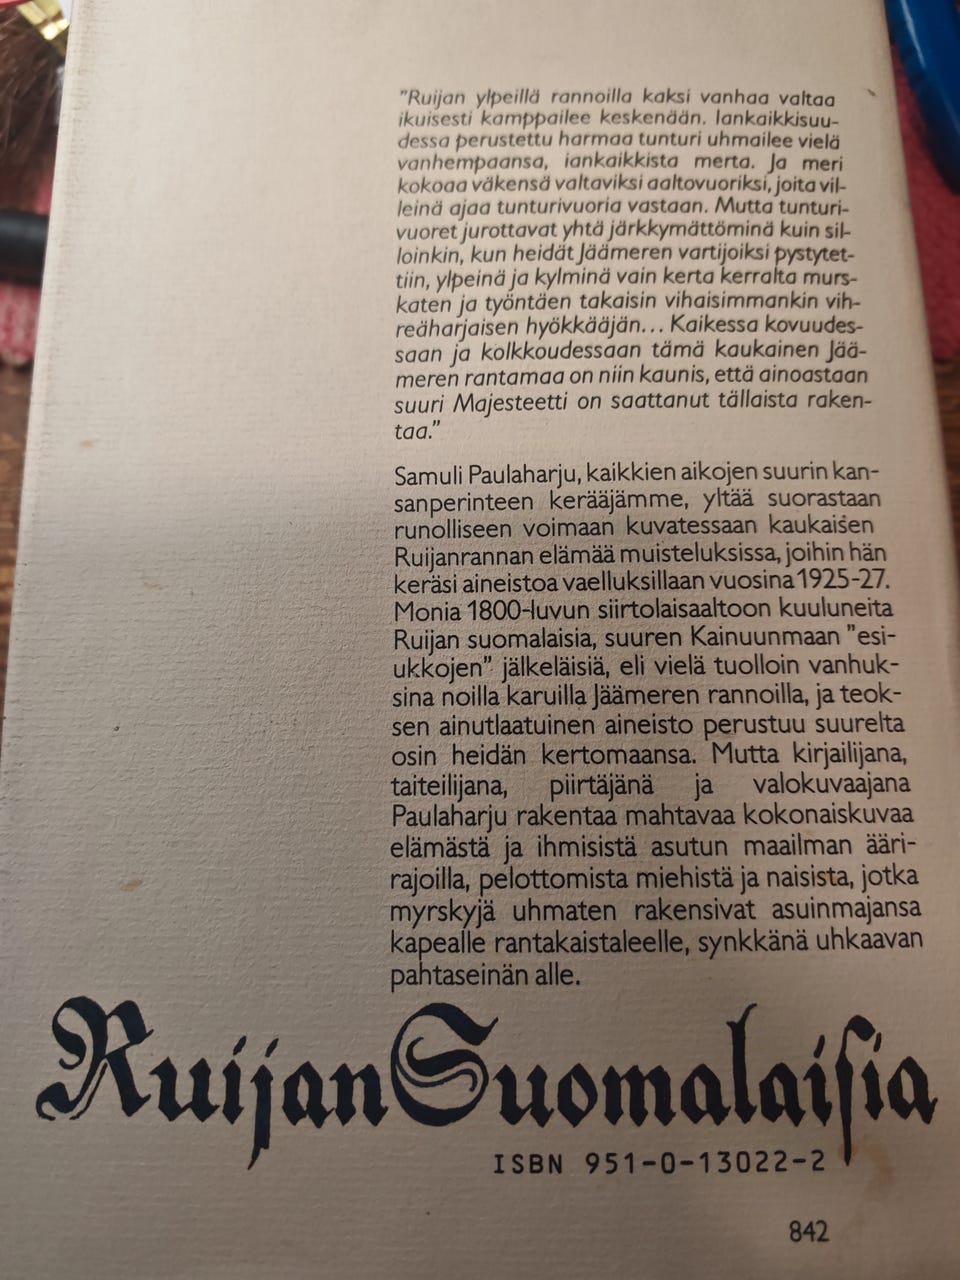 "Ruijan ylpeillä rannoilla kaksi vanhaa valtaa
ikuisesti kamppailee keskenään. Iankaikkisuu-
dessa perustettu harmaa tunturi uhmailee vielä
vanhempaansa, iankaikkista merta. Ja meri
kokoaa väkensä valtaviksi aaltovuoriksi, joita vil-
leinä ajaa tunturivuoria vastaan. Mutta tunturi-
vuoret jurottavat yhtä järkkymättöminä kuin sil-
loinkin, kun heidät Jäämeren vartijoiksi pystytet-
tiin, ylpeinä ja kylminä vain kerta kerralta murs-
katen ja työntäen takaisin vihaisimmankin vih-
reäharjaisen hyökkääjän... Kaikessa kovuudes-
saan ja kolkkoudessaan tämä kaukainen Jää-
meren rantamaa on niin kaunis, että ainoastaan
suuri Majesteetti on saattanut tällaista raken-
taa."
Samuli Paulaharju, kaikkien aikojen suurin kan-
sanperinteen kerääjämme, yltää suorastaan
runolliseen voimaan kuvatessaan kaukaisen
Ruijanrannan elämää muisteluksissa, joihin hän
keräsi aineistoa vaelluksillaan vuosina 1925-27.
Monia 1800-luvun siirtolaisaaltoon kuuluneita
Ruijan suomalaisia, suuren Kainuunmaan "esi-
ukkojen" jälkeläisiä, eli vielä tuolloin vanhuk-
sina noilla karuilla Jäämeren rannoilla, ja teok-
sen ainutlaatuinen aineisto perustuu suurelta
osin heidän kertomaansa. Mutta kirjailijana,
taiteilijana, piirtäjänä ja valokuvaajana
Paulaharju rakentaa mahtavaa kokonaiskuvaa
elämästä ja ihmisistä asutun maailman ääri-
rajoilla, pelottomista miehistä ja naisista, jotka
myrskyjä uhmaten rakensivat asuinmajansa
kapealle rantakaistaleelle, synkkänä uhkaavan
pahtaseinän alle.
Ruijan Suomalaiſia
ISBN 951-0-13022-2
842